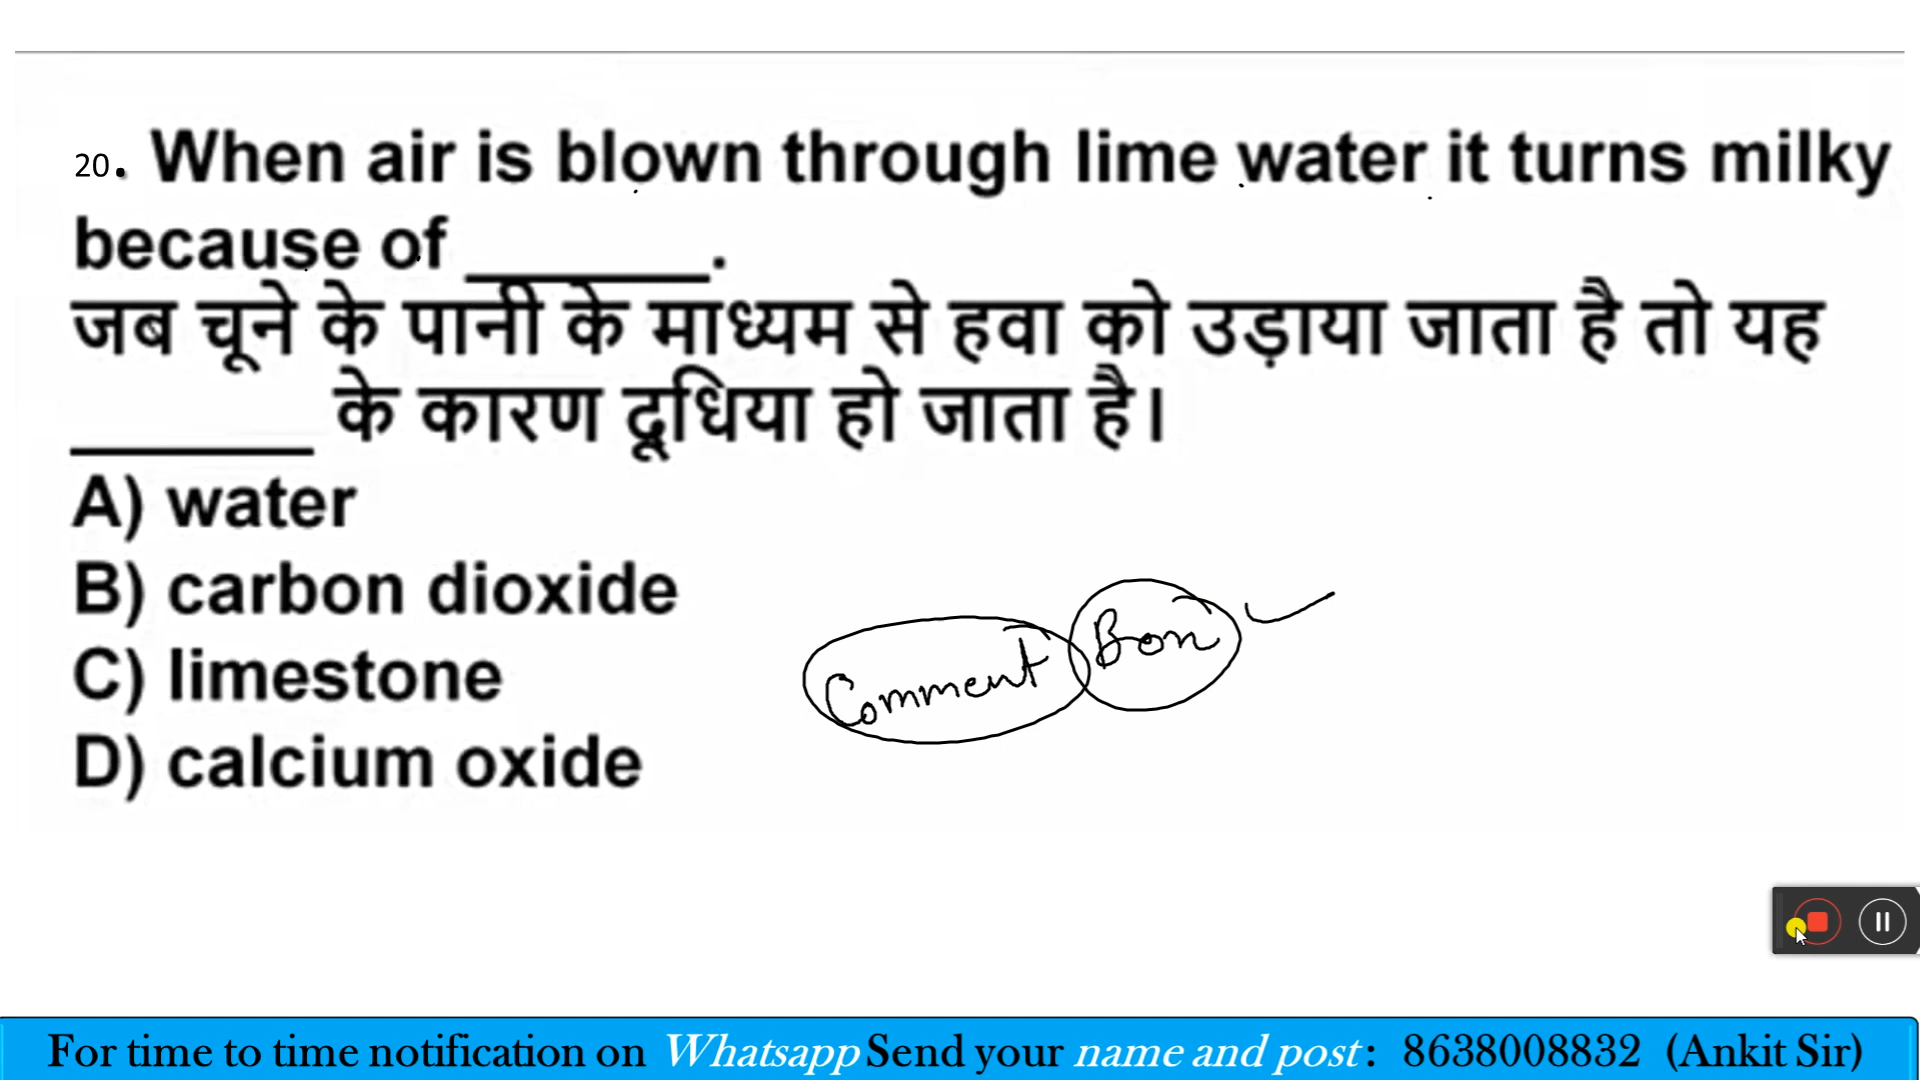 20. When air is blown through lime water it turns milky
because of _______.
जब चूने के पानी के माध्यम से हवा को उड़ाया जाता है तो यह
_______ के कारण दूधिया हो जाता है।
A) water
B) carbon dioxide
C) limestone
D) calcium oxide
Comment Box
For time to time notification on Whatsapp Send your name and post : 8638008832 (Ankit Sir)